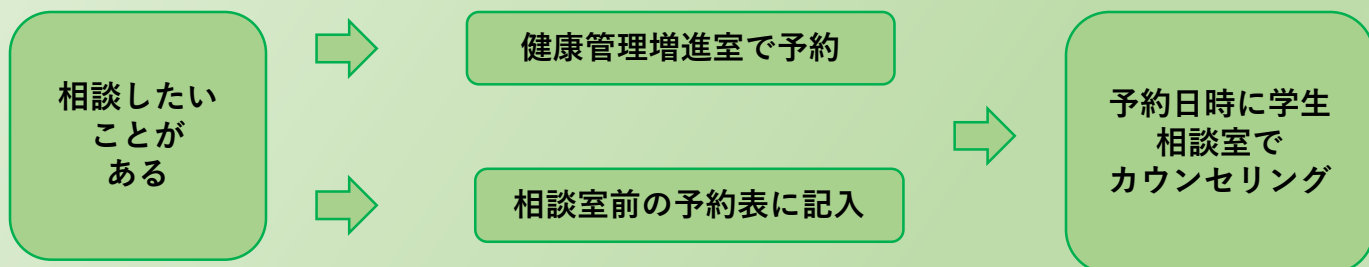 相談したい
ことが
ある
健康管理増進室で予約
相談室前の予約表に記入
予約日時に学生
相談室で
カウンセリング